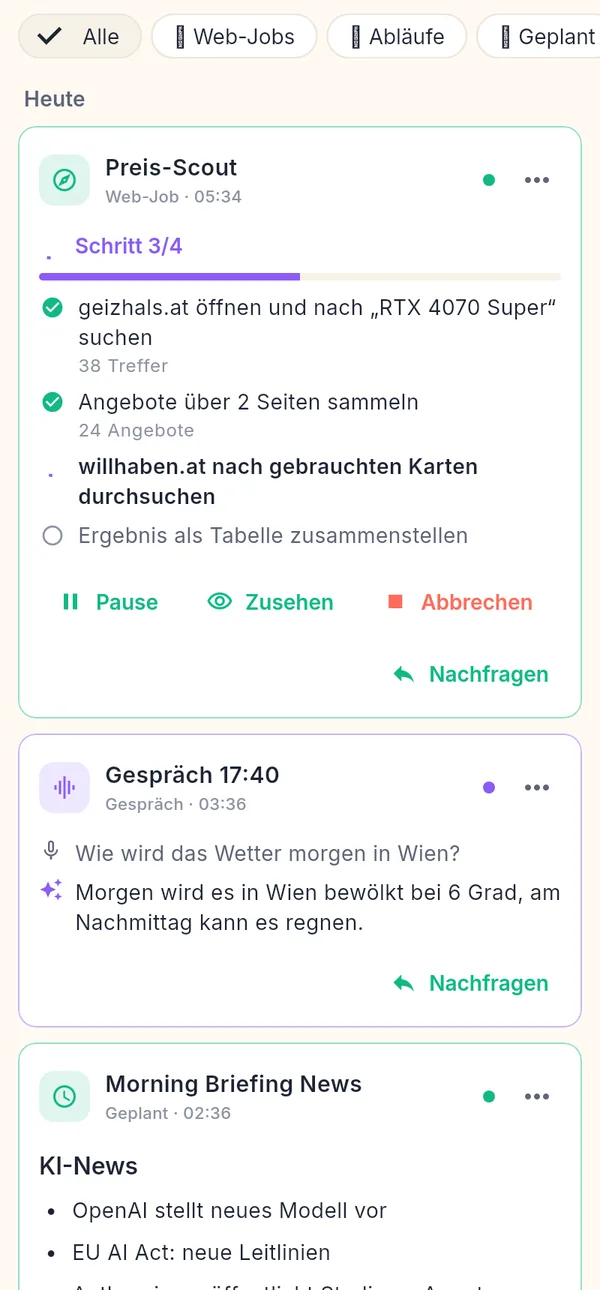 Alle
Web-Jobs
Abläufe
Geplant
Heute
Preis-Scout
Web-Job · 05:34
Schritt 3/4
geizhals.at öffnen und nach „RTX 4070 Super“
suchen
38 Treffer
Angebote über 2 Seiten sammeln
24 Angebote
willhaben.at nach gebrauchten Karten
durchsuchen
Ergebnis als Tabelle zusammenstellen
Pause
Zusehen
Abbrechen
Nachfragen
Gespräch 17:40
Gespräch · 03:36
Wie wird das Wetter morgen in Wien?
Morgen wird es in Wien bewölkt bei 6 Grad, am
Nachmittag kann es regnen.
Nachfragen
Morning Briefing News
Geplant · 02:36
KI-News
• OpenAI stellt neues Modell vor
• EU AI Act: neue Leitlinien